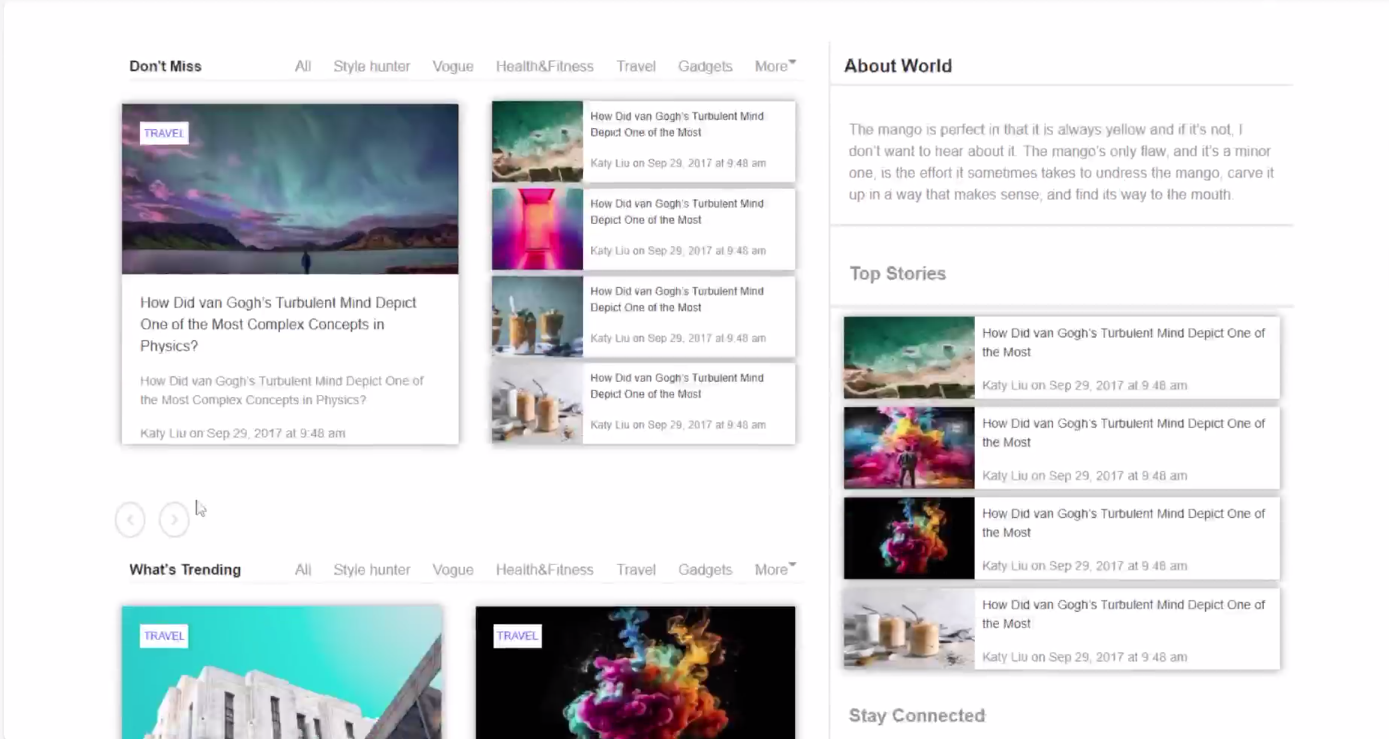 Don't Miss
All Style hunter Vogue Health&Fitness Travel Gadgets More
TRAVEL
How Did van Gogh's Turbulent Mind Depict
One of the Most Complex Concepts in
Physics?
How Did van Gogh's Turbulent Mind Depict One of
the Most Complex Concepts in Physics?
Katy Liu on Sep 29, 2017 at 9:48 am
How Did van Gogh's Turbulent Mind
Depict One of the Most
Katy Liu on Sep 29, 2017 at 9:48 am
How Did van Gogh's Turbulent Mind
Depict One of the Most
Katy Liu on Sep 29, 2017 at 9:48 am
How Did van Gogh's Turbulent Mind
Depict One of the Most
Katy Liu on Sep 29, 2017 at 9:48 am
How Did van Gogh's Turbulent Mind
Depict One of the Most
Katy Liu on Sep 29, 2017 at 9:48 am
What's Trending
All Style hunter Vogue Health&Fitness Travel Gadgets More
TRAVEL
TRAVEL
About World
The mango is perfect in that it is always yellow and if it's not, I
don't want to hear about it. The mango's only flaw, and it's a minor
one, is the effort it sometimes takes to undress the mango, carve it
up in a way that makes sense, and find its way to the mouth.
Top Stories
How Did van Gogh's Turbulent Mind Depict One of
the Most
Katy Liu on Sep 29, 2017 at 9:48 am
How Did van Gogh's Turbulent Mind Depict One of
the Most
Katy Liu on Sep 29, 2017 at 9:48 am
How Did van Gogh's Turbulent Mind Depict One of
the Most
Katy Liu on Sep 29, 2017 at 9:48 am
How Did van Gogh's Turbulent Mind Depict One of
the Most
Katy Liu on Sep 29, 2017 at 9:48 am
Stay Connected